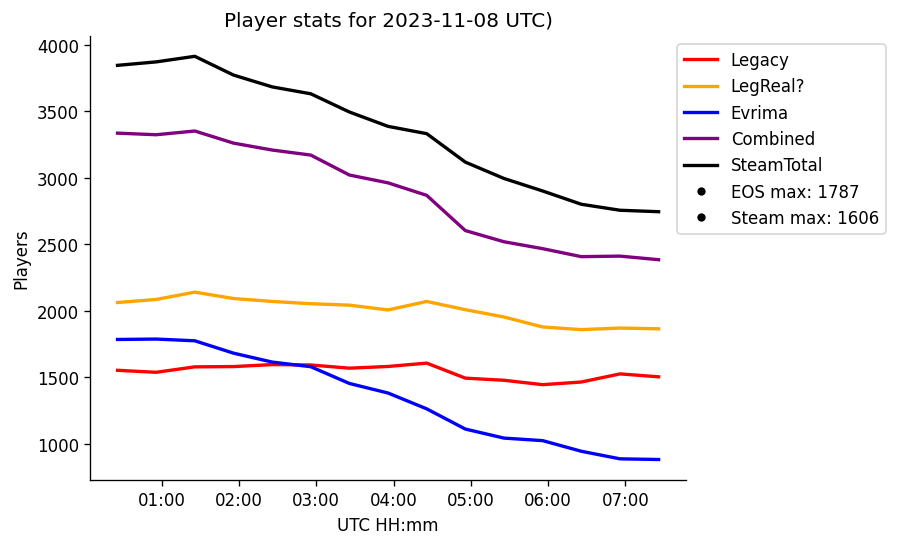 Player stats for 2023-11-08 UTC)
Players
4000
3500
3000
2500
2000
1500
1000
01:00
02:00
03:00
04:00
05:00
06:00
07:00
UTC HH:mm
Legacy
LegReal?
Evrima
Combined
SteamTotal
EOS max: 1787
Steam max: 1606